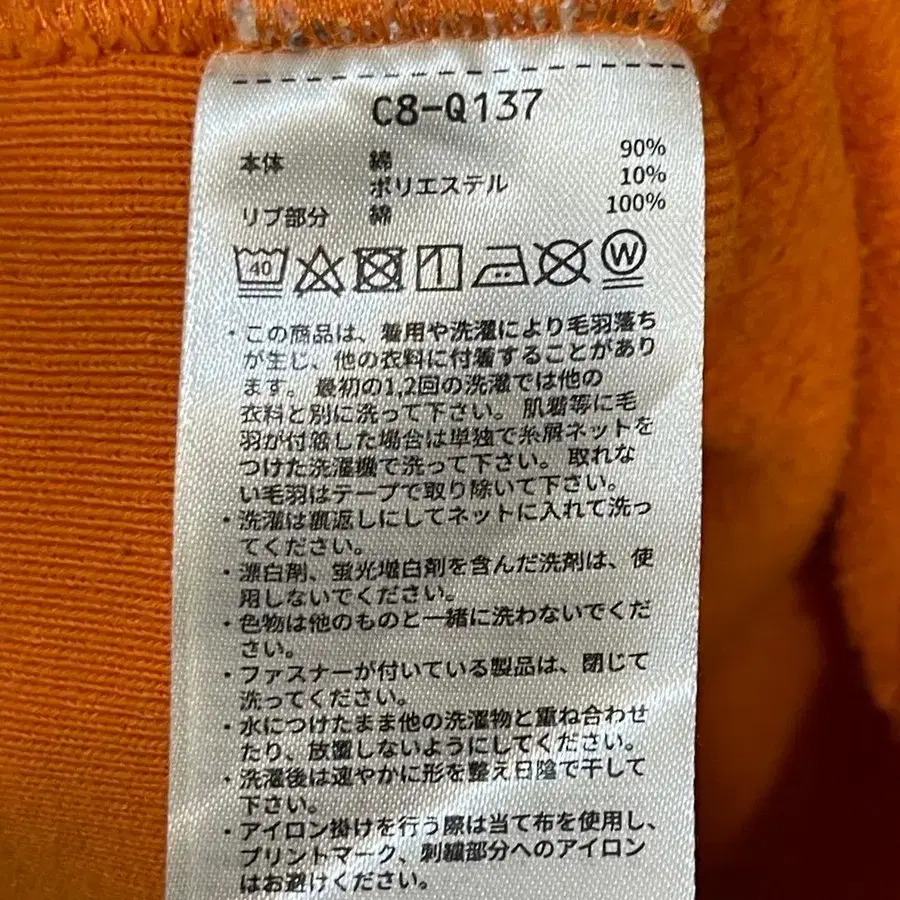 C8-Q137
本体 綿 90%
ポリエステル 10%
リブ部分 綿 100%
40 W
・この商品は、着用や洗濯により毛羽落ち
が生じ、他の衣料に付着することがあり
ます。最初の1,2回の洗濯では他の
衣料と別に洗って下さい。肌着等に毛
羽が付着した場合は単独で糸屑ネットを
つけた洗濯機で洗って下さい。取れな
い毛羽はテープで取り除いて下さい。
・洗濯は裏返しにしてネットに入れて洗っ
てください。
・漂白剤、蛍光増白剤を含んだ洗剤は、使
用しないでください。
・色物は他のものと一緒に洗わないでくだ
さい。
・ファスナーが付いている製品は、閉じて
洗ってください。
・水につけたまま他の洗濯物と重ね合わせ
たり、放置しないようにしてください。
・洗濯後は速やかに形を整え日陰で干して
下さい。
・アイロン掛けを行う際は当て布を使用し、
プリントマーク、刺繍部分へのアイロン
はお避けください。